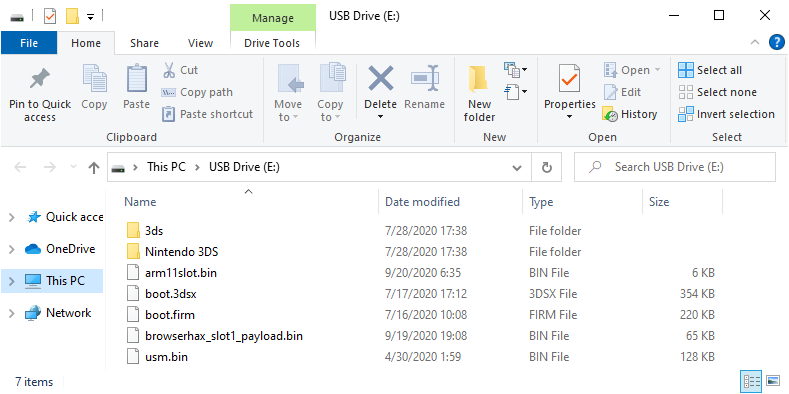 Manage USB Drive (E:)
File Home Share View Drive Tools
Pin to Quick access
Copy
Paste
Cut
Copy path
Paste shortcut
Clipboard
Move to
Copy to
Delete
Rename
Organize
New folder
New
Properties
Open
Edit
History
Open
Select all
Select none
Invert selection
Select
This PC USB Drive (E:) Search USB Drive (E:)
Quick acce
OneDrive
This PC
Network
Name Date modified Type Size
3ds 7/28/2020 17:38 File folder
Nintendo 3DS 7/28/2020 17:38 File folder
arm11slot.bin 9/20/2020 6:35 BIN File 6 KB
boot.3dsx 7/17/2020 17:12 3DSX File 354 KB
boot.firm 7/16/2020 10:08 FIRM File 220 KB
browserhax_slot1_payload.bin 9/19/2020 19:08 BIN File 65 KB
usm.bin 4/30/2020 1:59 BIN File 128 KB
7 items